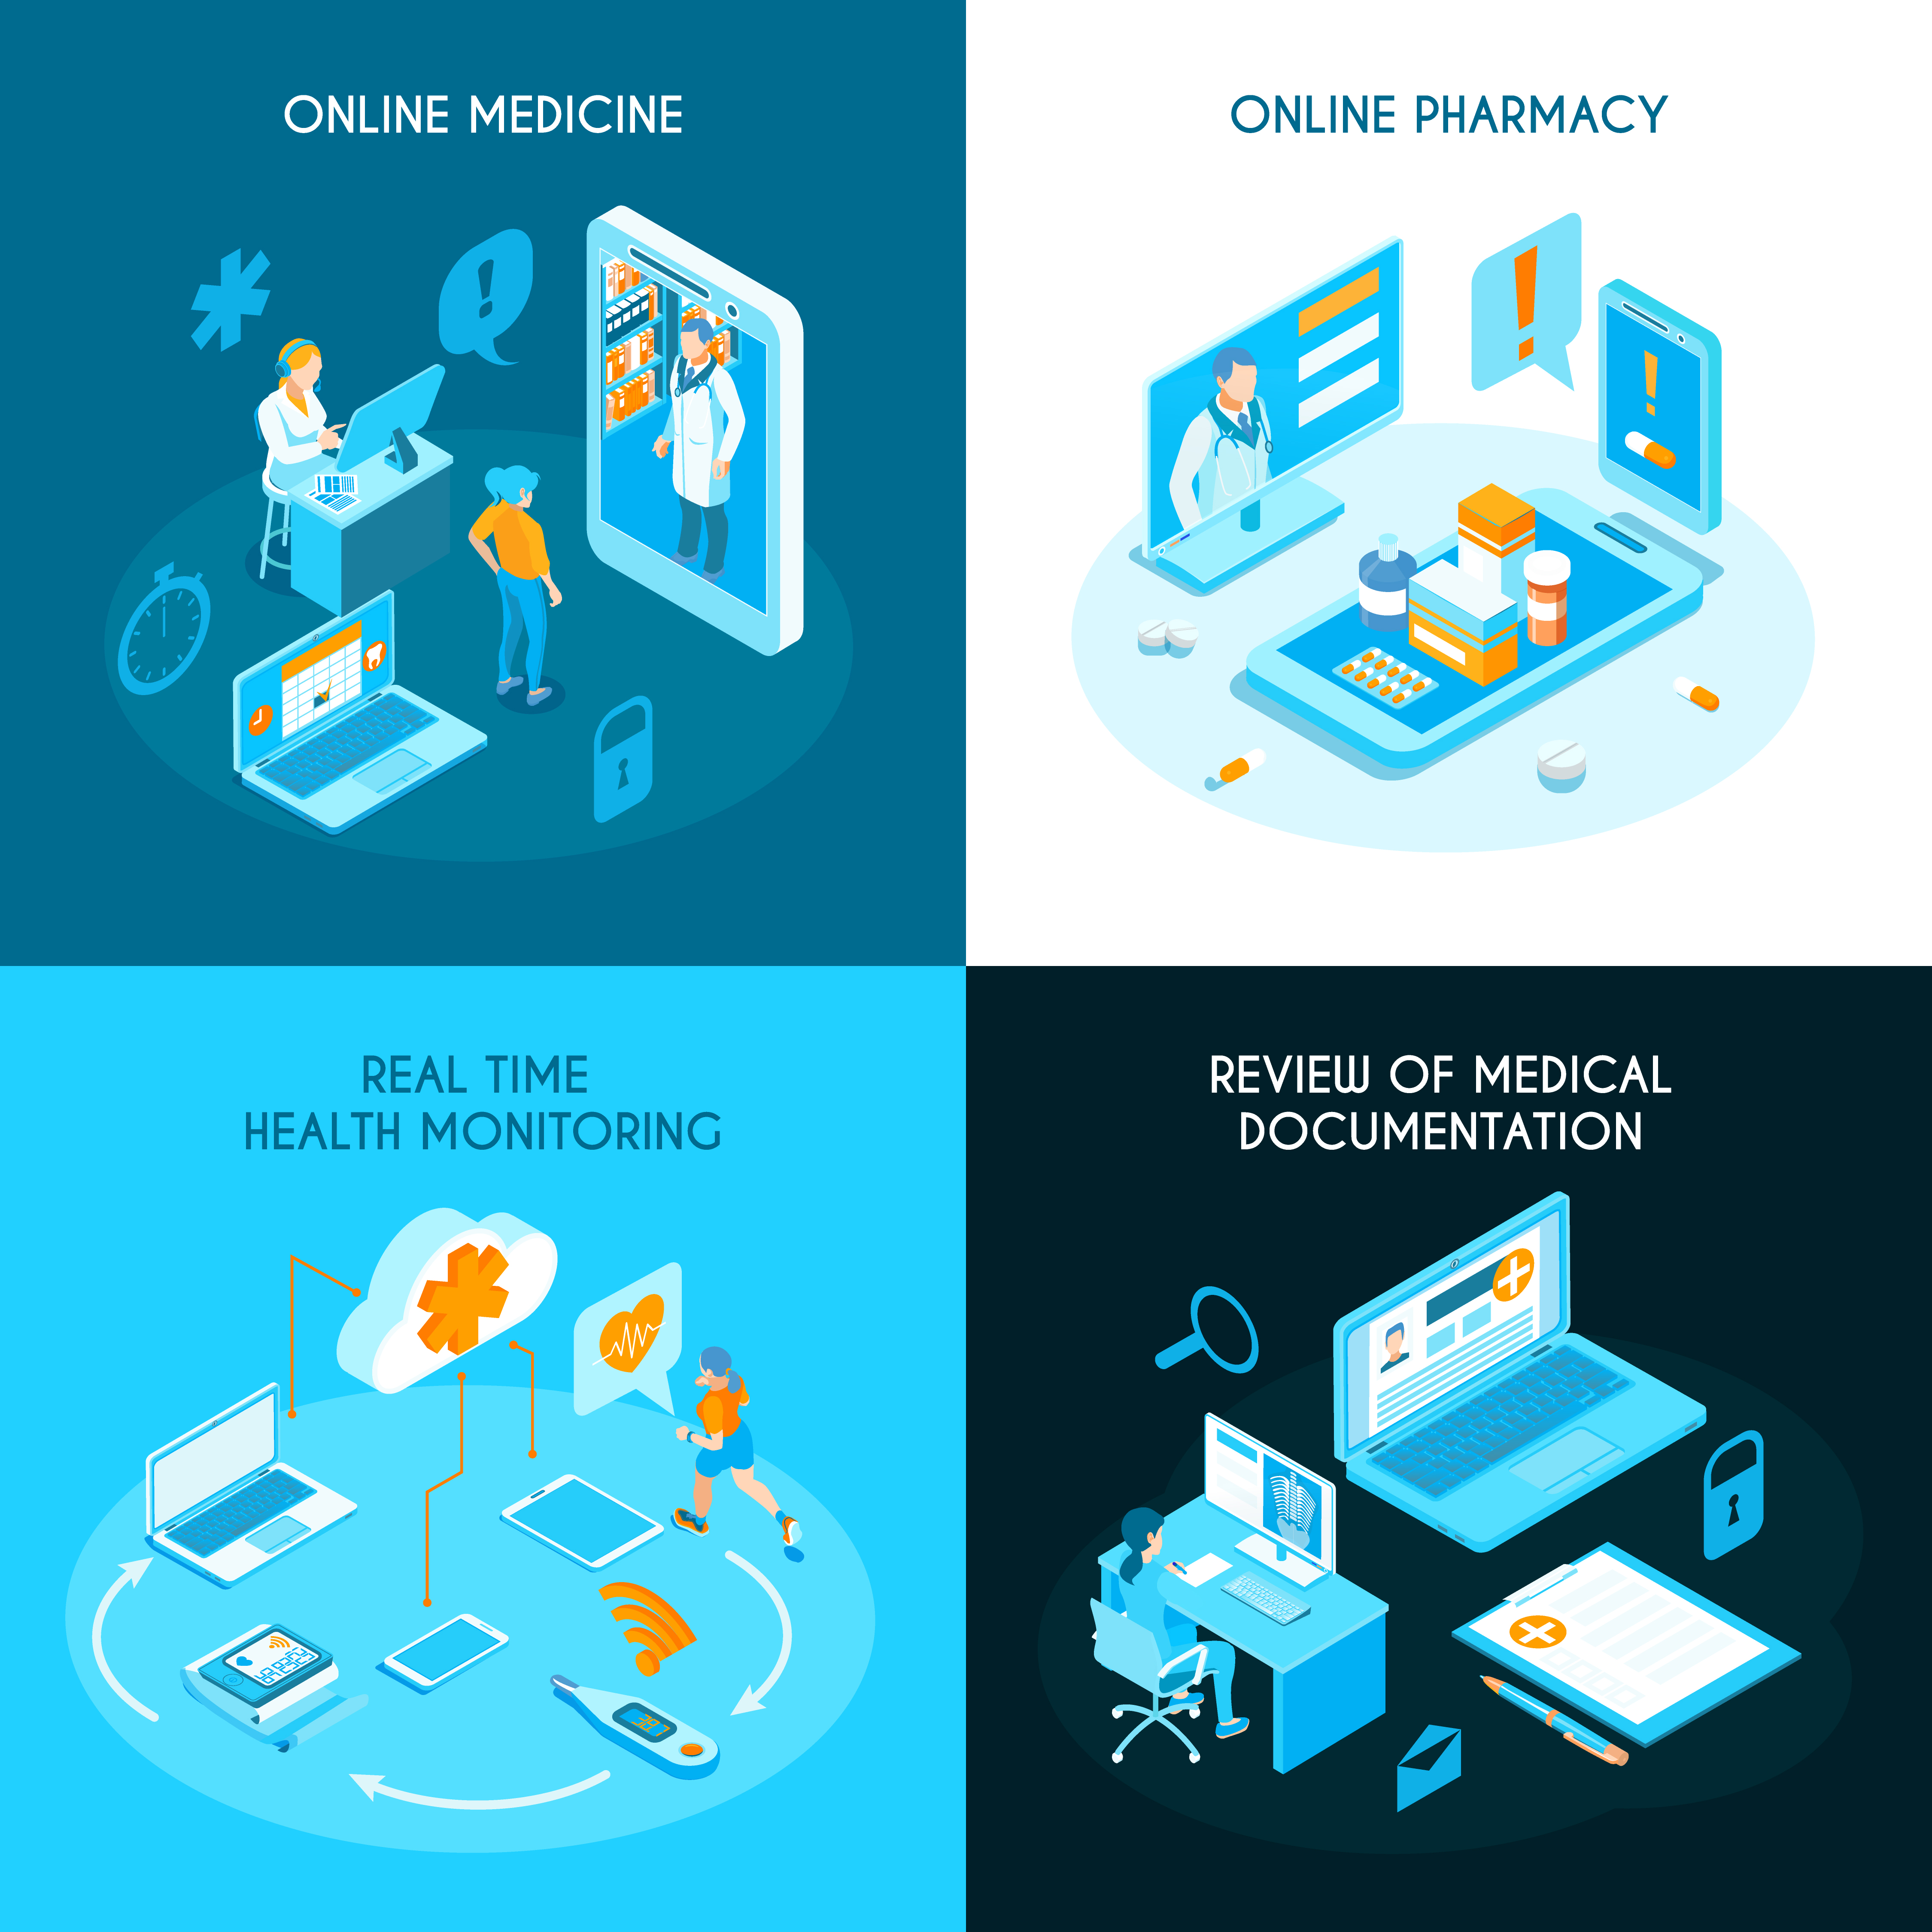 ONLINE MEDICINE
ONLINE PHARMACY
REAL TIME
HEALTH MONITORING
REVIEW OF MEDICAL
DOCUMENTATION